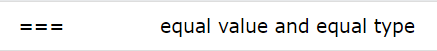 === equal value and equal type